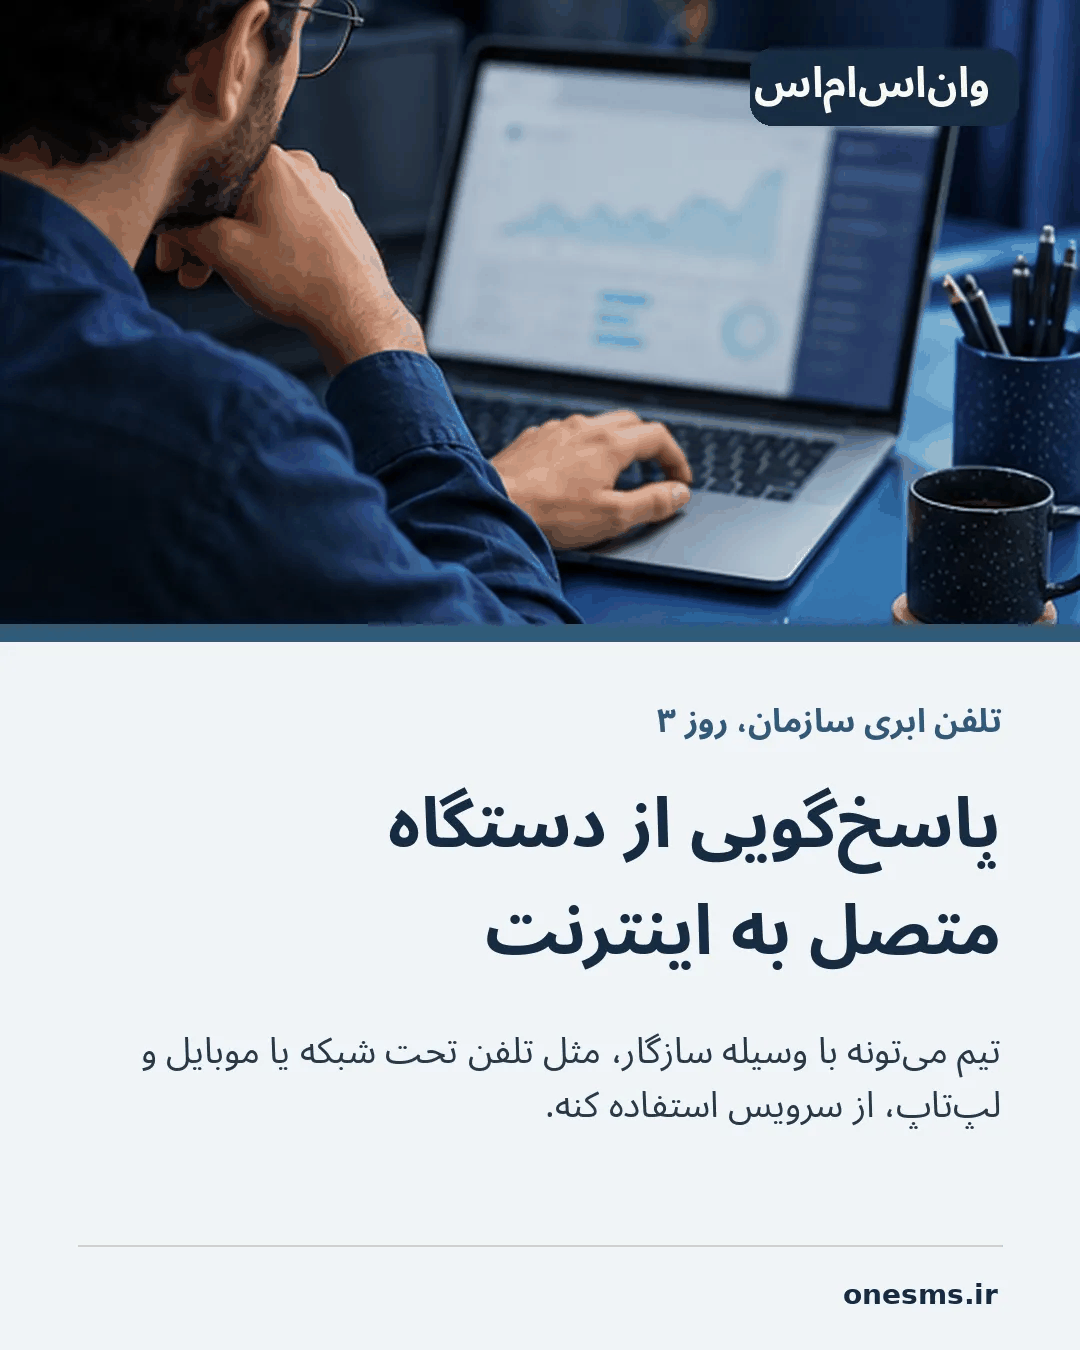 وان‌اس‌ام‌اس
تلفن ابری سازمان، روز ۳
پاسخ‌گویی از دستگاه
متصل به اینترنت
تیم می‌تونه با وسیله سازگار، مثل تلفن تحت شبکه یا موبایل و
لپ‌تاپ، از سرویس استفاده کنه.
onesms.ir